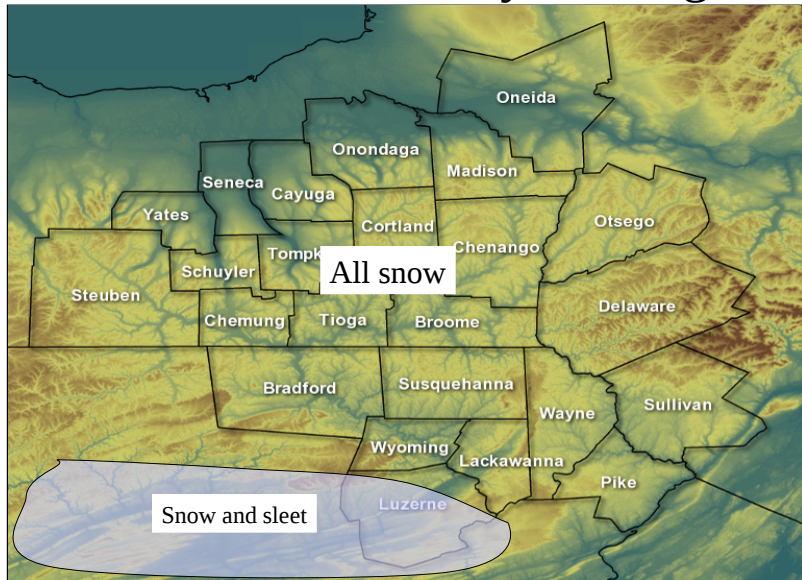 Oneida
Onondaga
Madison
Seneca
Cayuga
Yates
Cortland
Otsego
Chenango
Tompk
All snow
Schuyler
Steuben
Delaware
Chemung
Tioga
Broome
Bradford
Susquehanna
Wayne
Sullivan
Wyoming
Lackawanna
Pike
Luzerne
Snow and sleet